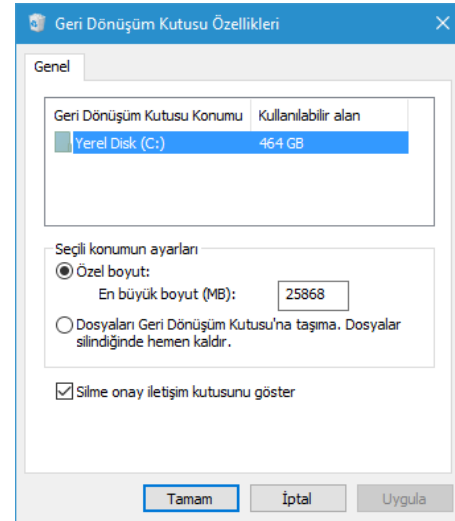 Geri Dönüşüm Kutusu Özellikleri
Genel
Geri Dönüşüm Kutusu Konumu Kullanılabilir alan
Yerel Disk (C:) 464 GB
Seçili konumun ayarları
Özel boyut:
En büyük boyut (MB): 25868
Dosyaları Geri Dönüşüm Kutusu'na taşıma. Dosyalar
silindiğinde hemen kaldır.
Silme onay iletişim kutusunu göster
Tamam İptal Uygula